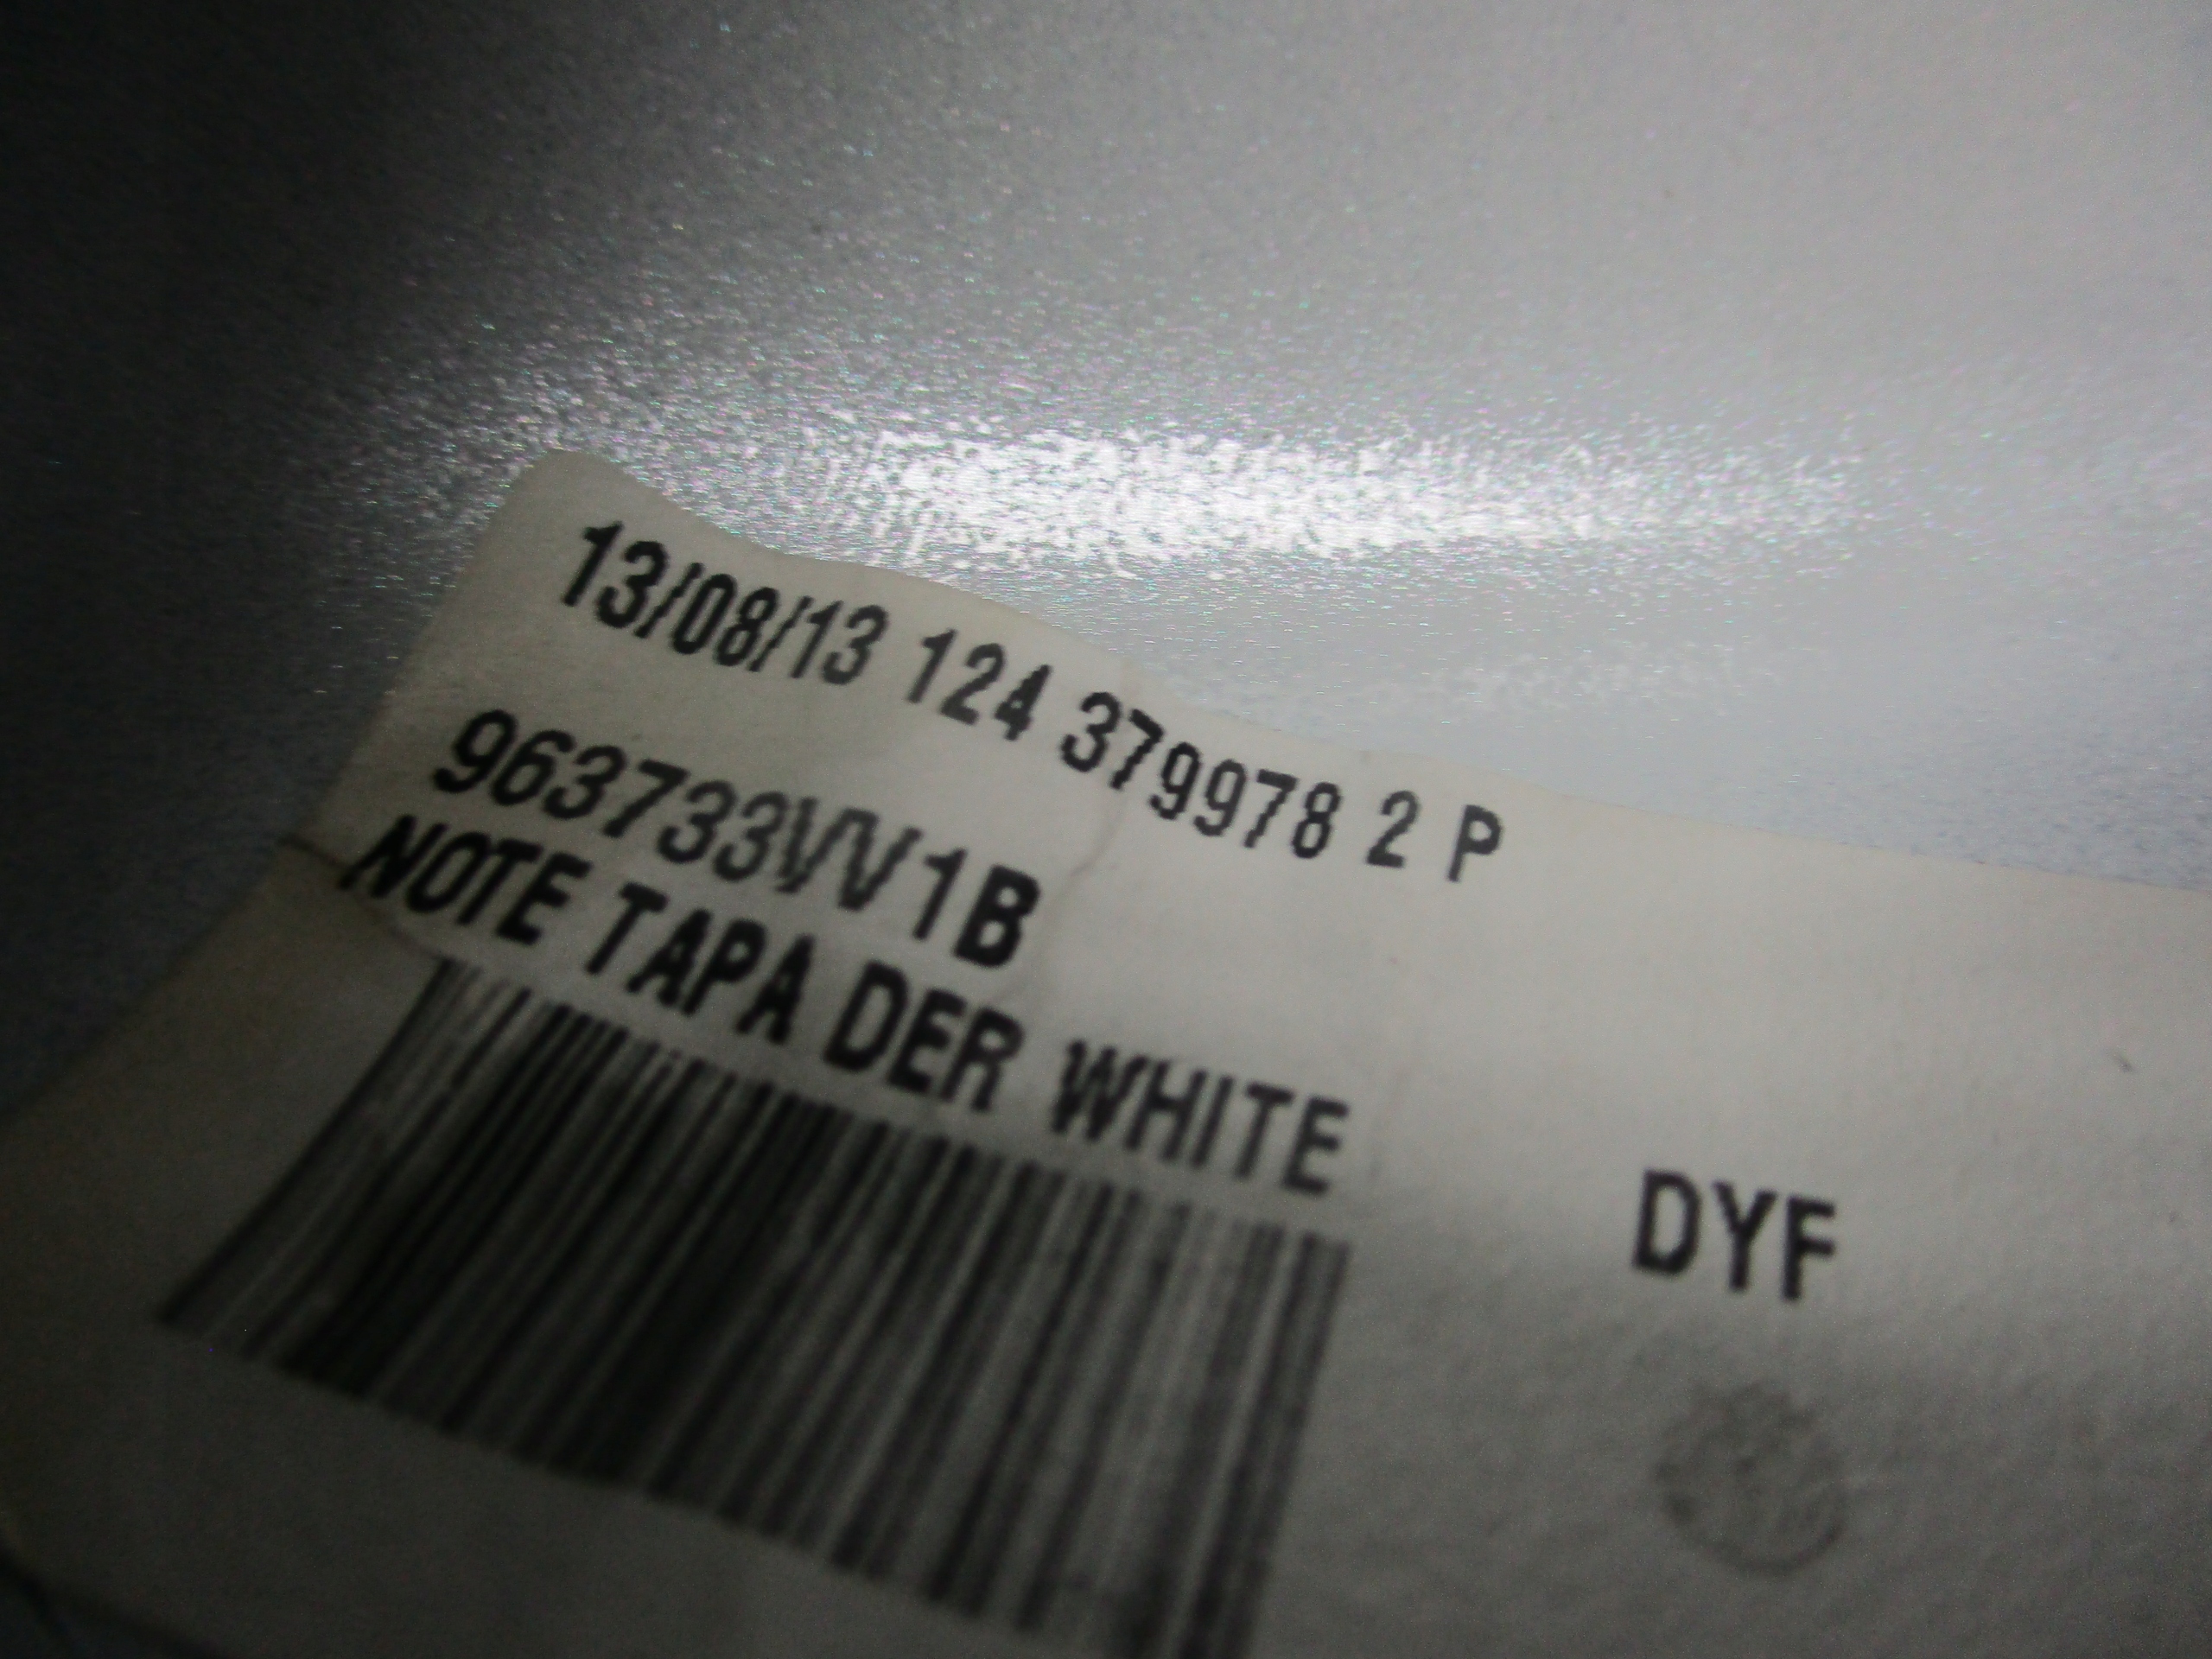 13/08/13 124 379978 2 P
963733VV1B
NOTE TAPA DER WHITE
DYF